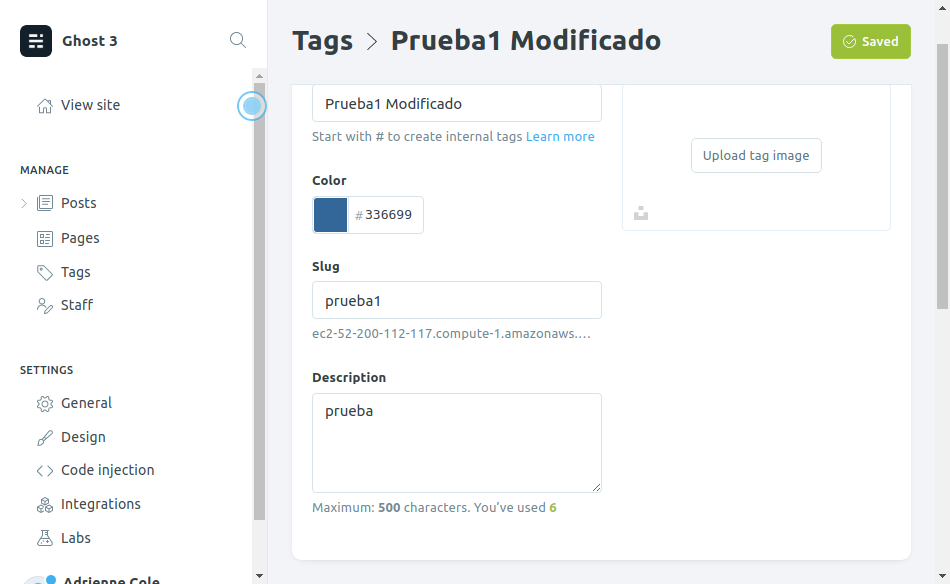 Ghost 3
View site
MANAGE
Posts
Pages
Tags
Staff
SETTINGS
General
Design
Code injection
Integrations
Labs
Adrienne Cole
Tags > Prueba1 Modificado
Saved
Prueba1 Modificado
Start with # to create internal tags Learn more
Upload tag image
Color
# 336699
Slug
prueba1
ec2-52-200-112-117.compute-1.amazonaws....
Description
prueba
Maximum: 500 characters. You've used 6